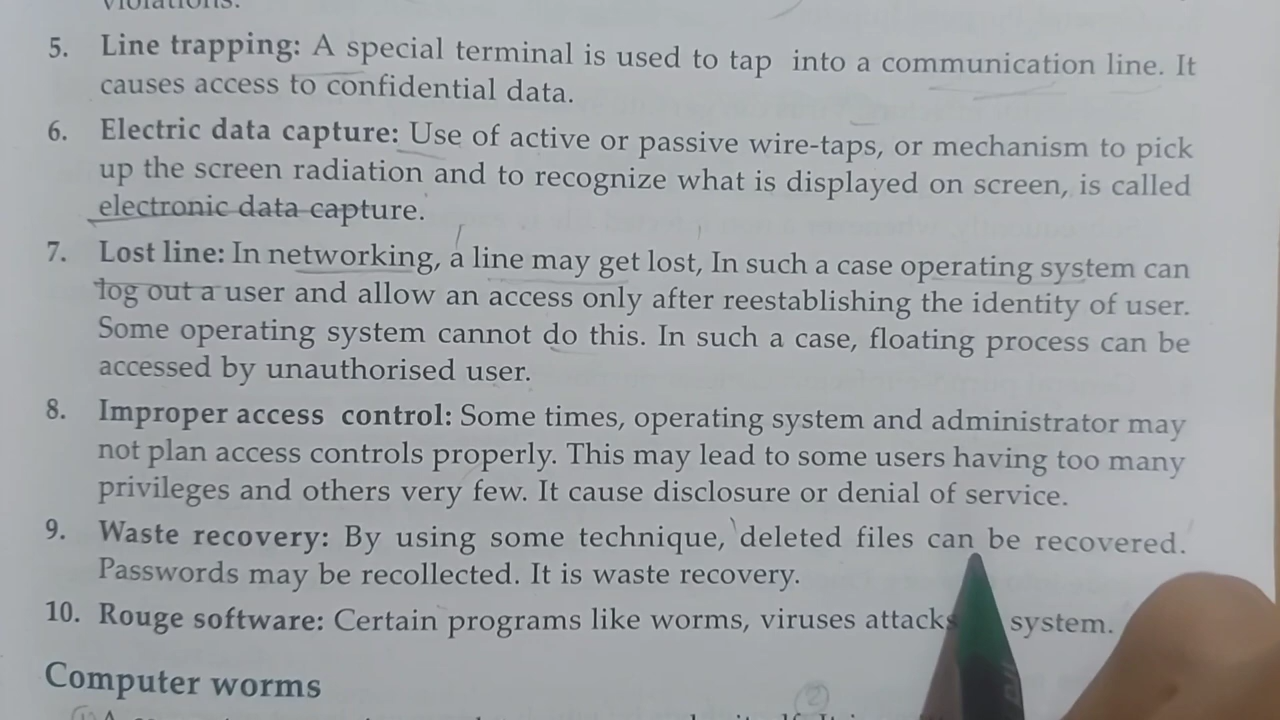 violations.
5. Line trapping: A special terminal is used to tap into a communication line. It
causes access to confidential data.
6. Electric data capture: Use of active or passive wire-taps, or mechanism to pick
up the screen radiation and to recognize what is displayed on screen, is called
electronic data capture.
7. Lost line: In networking, a line may get lost, In such a case operating system can
log out a user and allow an access only after reestablishing the identity of user.
Some operating system cannot do this. In such a case, floating process can be
accessed by unauthorised user.
8. Improper access control: Some times, operating system and administrator may
not plan access controls properly. This may lead to some users having too many
privileges and others very few. It cause disclosure or denial of service.
9. Waste recovery: By using some technique, deleted files can be recovered.
Passwords may be recollected. It is waste recovery.
10. Rouge software: Certain programs like worms, viruses attacks system.
Computer worms